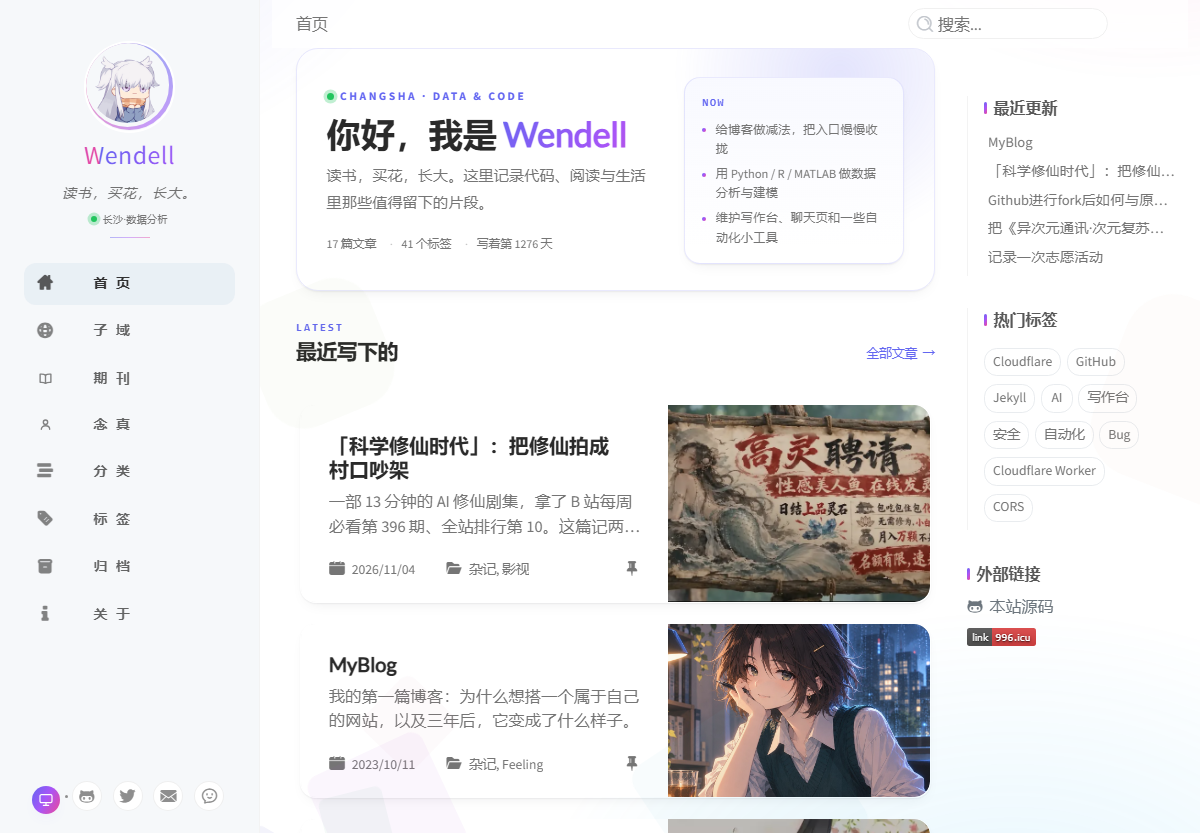 首页
搜索...
Wendell
读书，买花，长大。
长沙·数据分析
首页
子域
期刊
念真
分类
标签
归档
关于
CHANGSHA · DATA & CODE
你好，我是 Wendell
读书，买花，长大。这里记录代码、阅读与生活
里那些值得留下的片段。
17 篇文章 · 41 个标签 · 写着第 1276 天
NOW
给博客做减法，把入口慢慢收
拢
用 Python / R / MATLAB 做数据
分析与建模
维护写作台、聊天页和一些自
动化小工具
LATEST
最近写下的
全部文章 →
「科学修仙时代」：把修仙拍成
村口吵架
一部 13 分钟的 AI 修仙剧集，拿了 B 站每周
必看第 396 期、全站排行第 10。这篇记两…
2026/11/04
杂记, 影视
高灵聘请
性感美人鱼 在线发灵
日结上品灵石
包吃包住包
无需修为,小白
月入万颗不
名额有限,速
MyBlog
我的第一篇博客：为什么想搭一个属于自己
的网站，以及三年后，它变成了什么样子。
2023/10/11
杂记, Feeling
最近更新
MyBlog
「科学修仙时代」：把修仙…
Github进行fork后如何与原…
把《异次元通讯·次元复苏…
记录一次志愿活动
热门标签
Cloudflare
GitHub
Jekyll
AI
写作台
安全
自动化
Bug
Cloudflare Worker
CORS
外部链接
本站源码
link 996.icu